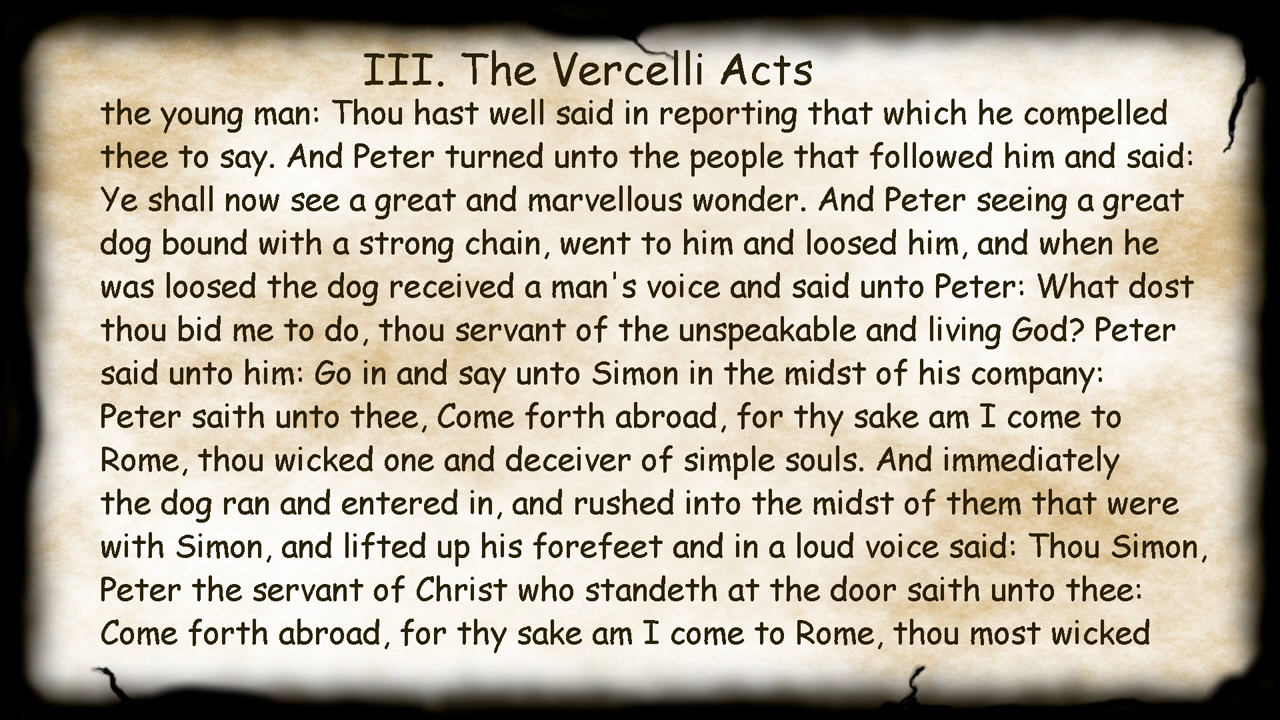 III. The Vercelli Acts
the young man: Thou hast well said in reporting that which he compelled
thee to say. And Peter turned unto the people that followed him and said:
Ye shall now see a great and marvellous wonder. And Peter seeing a great
dog bound with a strong chain, went to him and loosed him, and when he
was loosed the dog received a man's voice and said unto Peter: What dost
thou bid me to do, thou servant of the unspeakable and living God? Peter
said unto him: Go in and say unto Simon in the midst of his company:
Peter saith unto thee, Come forth abroad, for thy sake am I come to
Rome, thou wicked one and deceiver of simple souls. And immediately
the dog ran and entered in, and rushed into the midst of them that were
with Simon, and lifted up his forefeet and in a loud voice said: Thou Simon,
Peter the servant of Christ who standeth at the door saith unto thee:
Come forth abroad, for thy sake am I come to Rome, thou most wicked